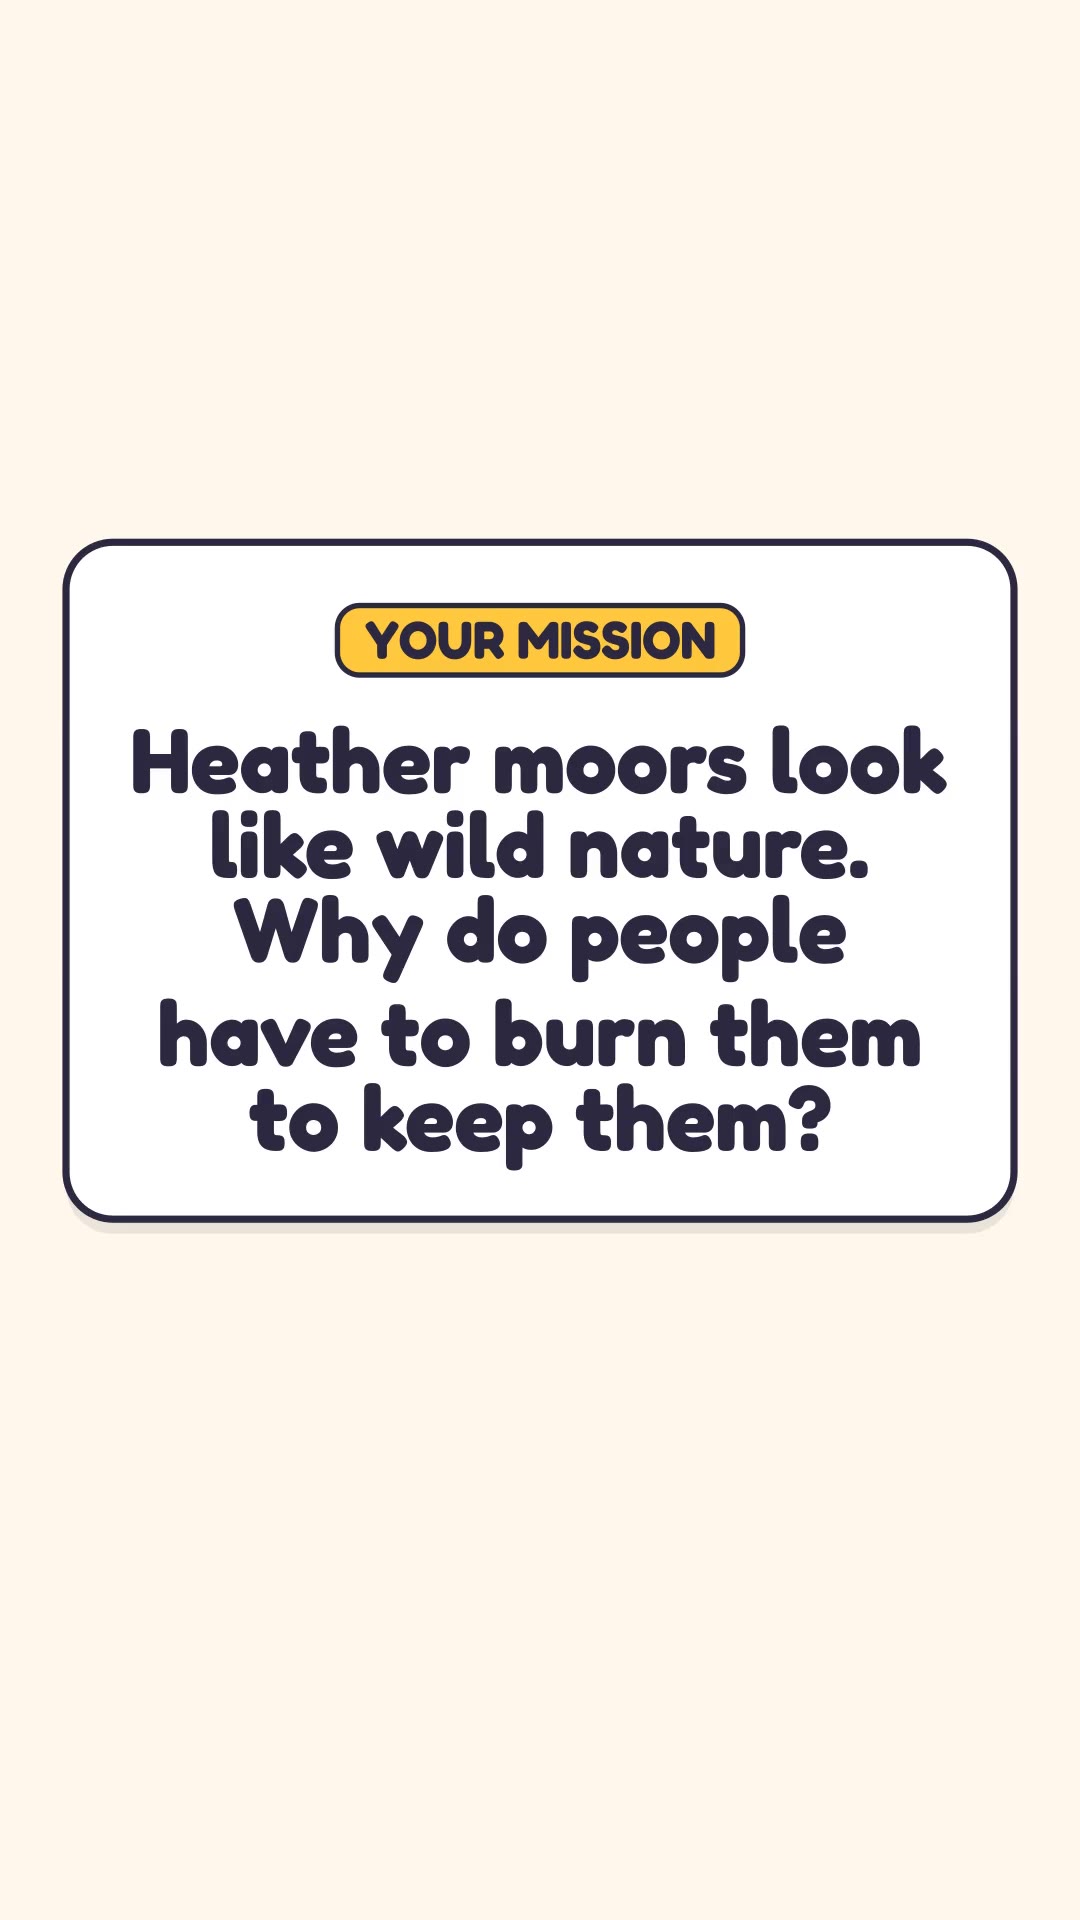 YOUR MISSION
Heather moors look
like wild nature.
Why do people
have to burn them
to keep them?